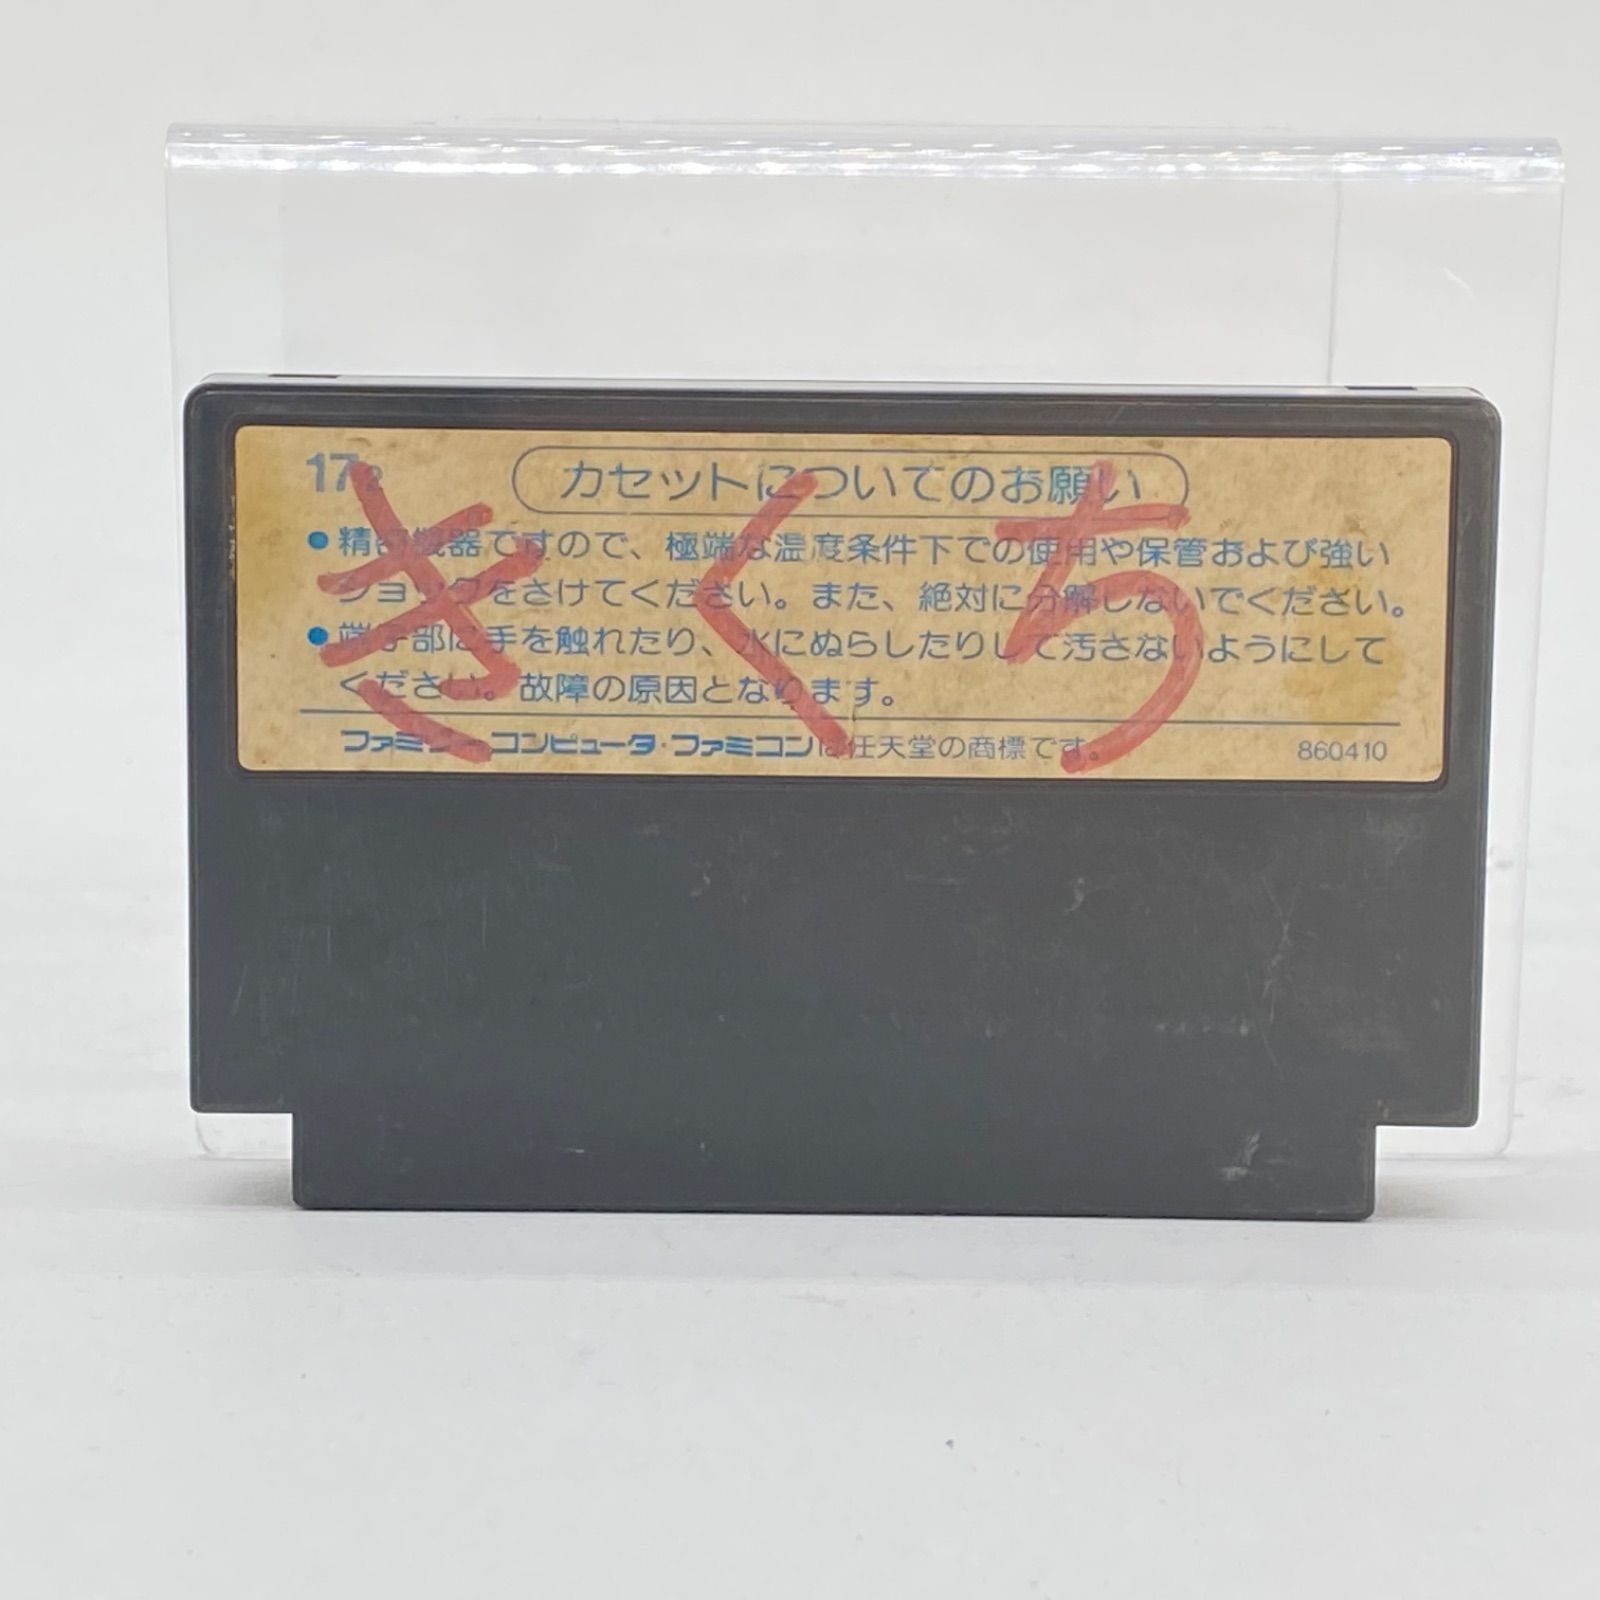 172
カセットについてのお願い
●精密機器ですので、極端な温度条件下での使用や保管および強い
ショックをさけてください。また、絶対に分解しないでください。
●端子部に手を触れたり、水にぬらしたりして汚さないようにして
ください。故障の原因となります。
ファミリーコンピュータ・ファミコンは任天堂の商標です。 860410
きくち